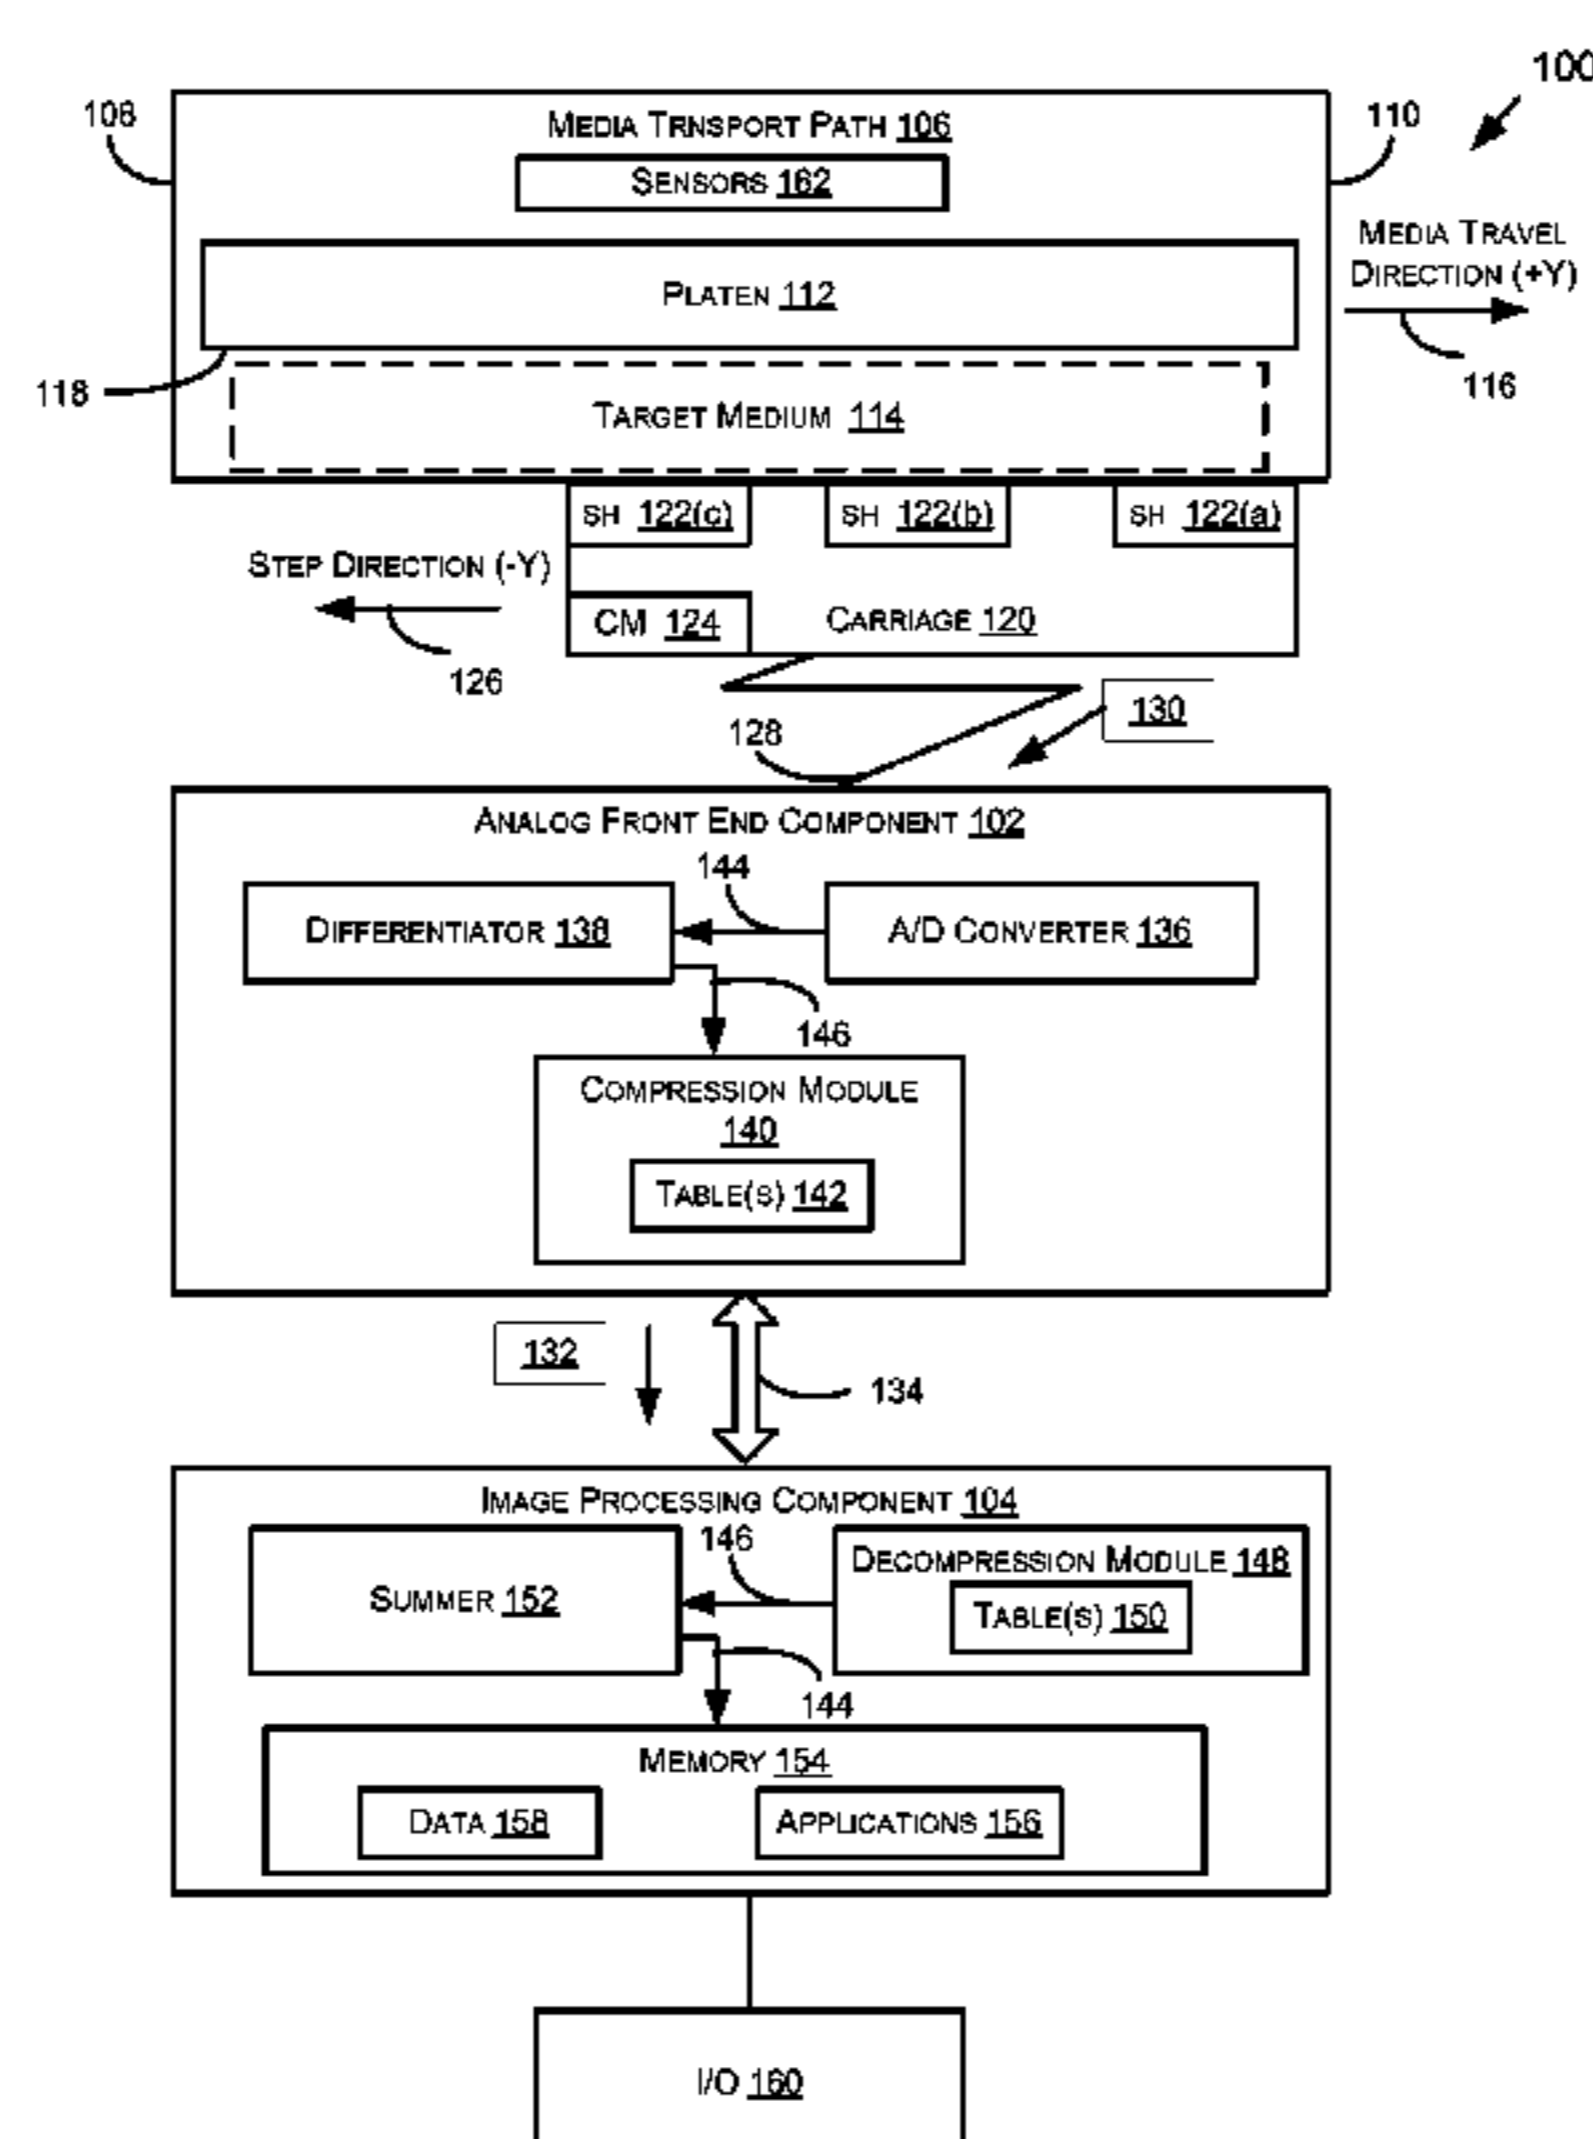 100
108
MEDIA TRNSPORT PATH 106
110
SENSORS 162
MEDIA TRAVEL
DIRECTION (+Y)
PLATEN 112
116
118
TARGET MEDIUM 114
SH 122(c)
SH 122(b)
SH 122(a)
STEP DIRECTION (-Y)
CM 124
CARRIAGE 120
126
130
128
ANALOG FRONT END COMPONENT 102
144
DIFFERENTIATOR 138
A/D CONVERTER 136
146
COMPRESSION MODULE
140
TABLE(S) 142
132
134
IMAGE PROCESSING COMPONENT 104
146
DECOMPRESSION MODULE 148
SUMMER 152
TABLE(S) 150
144
MEMORY 154
DATA 158
APPLICATIONS 156
I/O 160